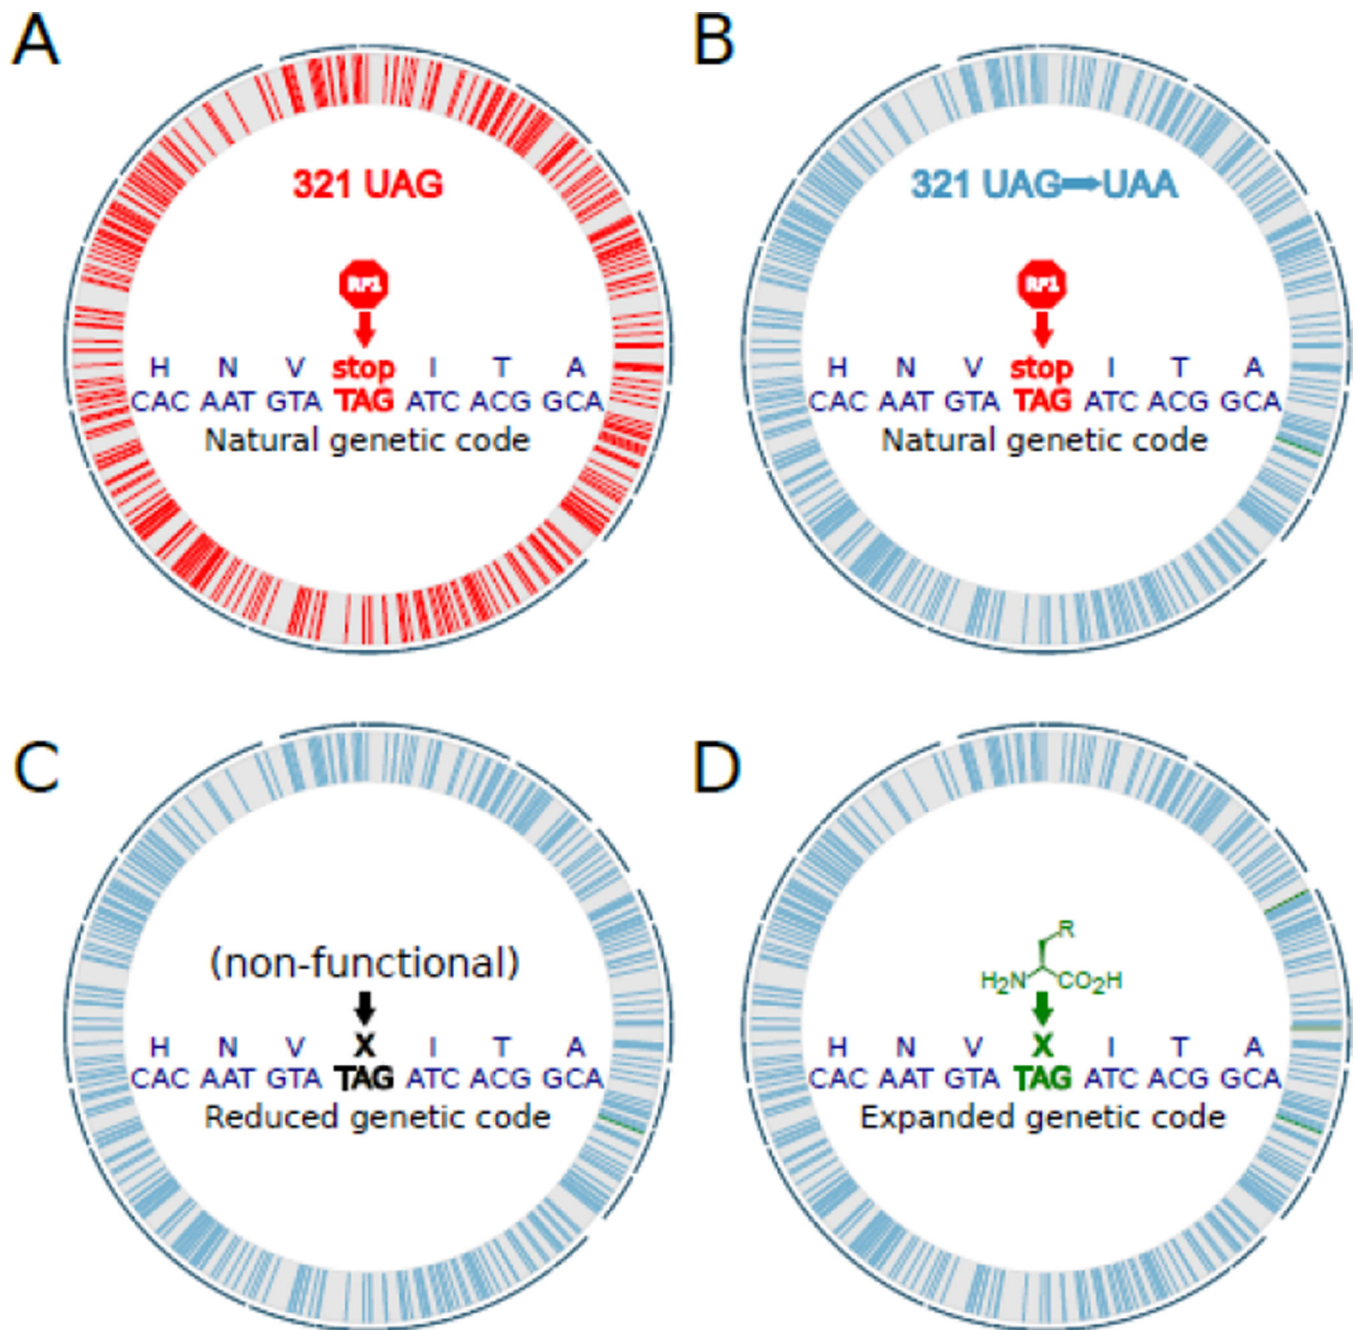 A
321 UAG
RF1
H N V stop I T A
CAC AAT GTA TAG ATC ACG GCA
Natural genetic code
B
321 UAG➡UAA
RF1
H N V stop I T A
CAC AAT GTA TAG ATC ACG GCA
Natural genetic code
C
(non-functional)
H N V X I T A
CAC AAT GTA TAG ATC ACG GCA
Reduced genetic code
D
R
H₂N CO₂H
H N V X I T A
CAC AAT GTA TAG ATC ACG GCA
Expanded genetic code